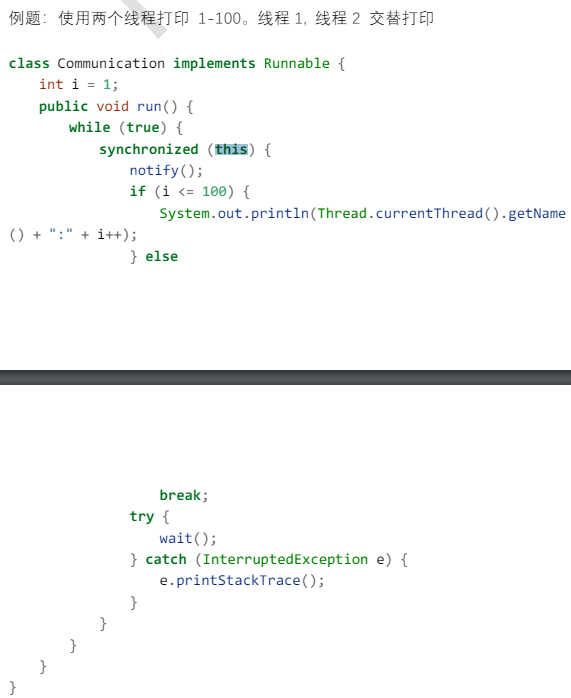 例题：使用两个线程打印 1-100。线程1, 线程2 交替打印
class Communication implements Runnable {
    int i = 1;
    public void run() {
        while (true) {
            synchronized (this) {
                notify();
                if (i <= 100) {
                    System.out.println(Thread.currentThread().getName
() + ":" + i++);
                } else
                    break;
                try {
                    wait();
                } catch (InterruptedException e) {
                    e.printStackTrace();
                }
            }
        }
    }
}